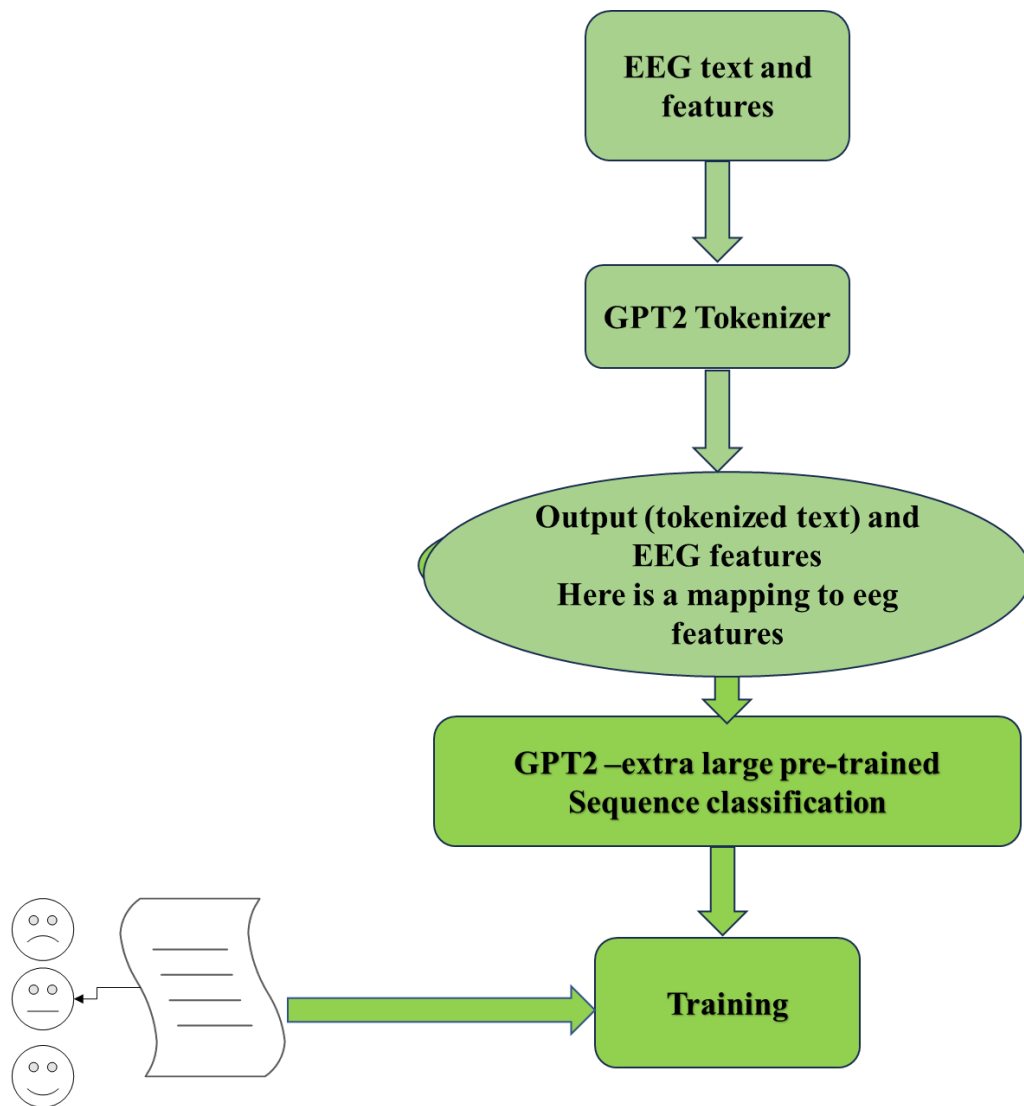 EEG text and
features
GPT2 Tokenizer
Output (tokenized text) and
EEG features
Here is a mapping to eeg
features
GPT2 –extra large pre-trained
Sequence classification
Training